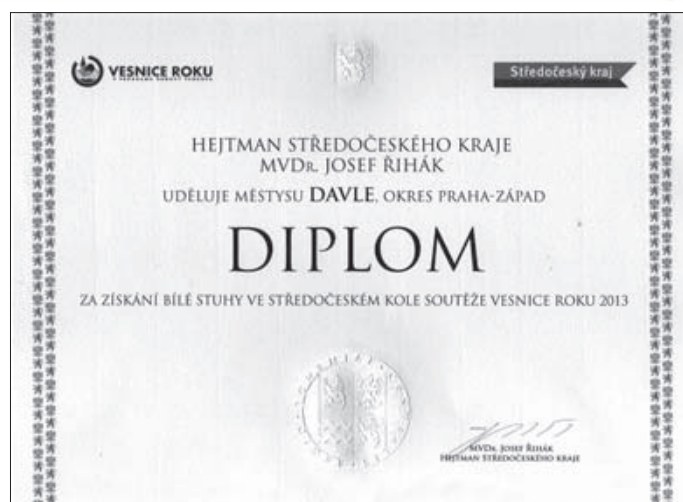 VESNICE ROKU
Středočeský kraj
HEJTMAN STŘEDOČESKÉHO KRAJE
MVDR. JOSEF ŘIHÁK
UDĚLUJE MĚSTYSU DAVLE, OKRES PRAHA-ZÁPAD
DIPLOM
ZA ZÍSKÁNÍ BÍLÉ STUHY VE STŘEDOČESKÉM KOLE SOUTĚŽE VESNICE ROKU 2013
MVDR. JOSEF ŘIHÁK
HEJTMAN STŘEDOČESKÉHO KRAJE